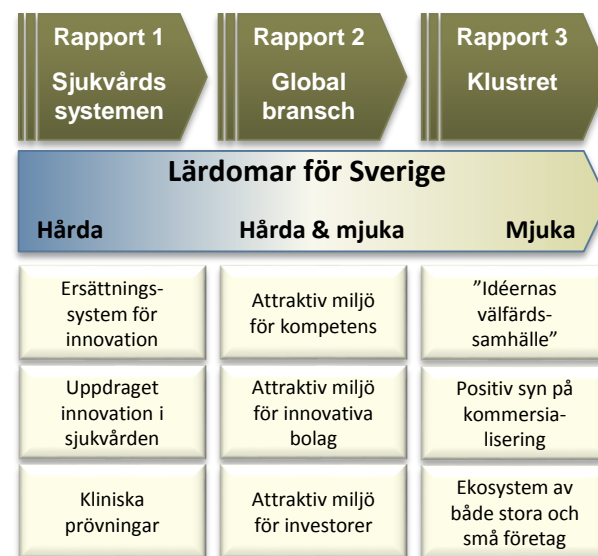 Rapport 1
Sjukvårds
systemen
Rapport 2
Global
bransch
Rapport 3
Klustret
Lärdomar för Sverige
Hårda
Hårda & mjuka
Mjuka
Ersättnings-
system för
innovation
Attraktiv miljö
för kompetens
”Idéernas
välfärds-
samhälle”
Uppdraget
innovation i
sjukvården
Attraktiv miljö
för innovativa
bolag
Positiv syn på
kommersia-
lisering
Kliniska
prövningar
Attraktiv miljö
för investorer
Ekosystem av
både stora och
små företag